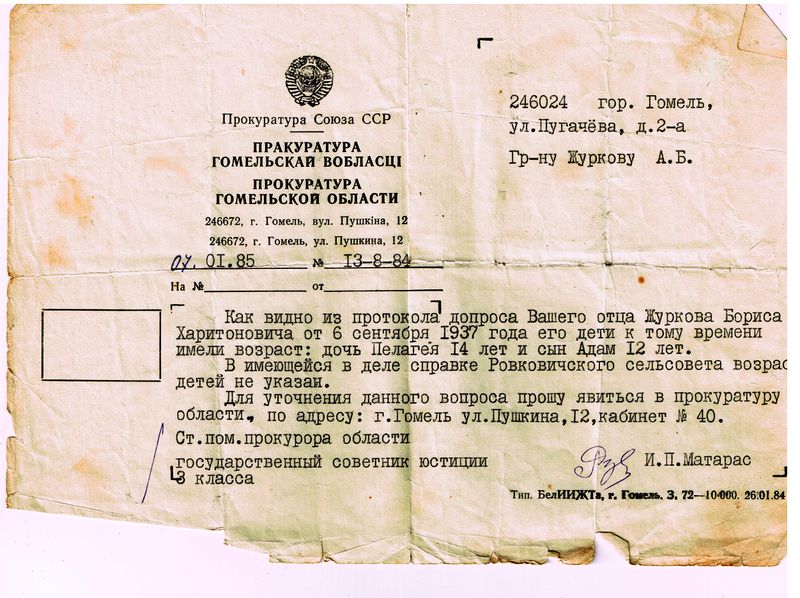 Прокуратура Союза ССР
ПРАКУРАТУРА
ГОМЕЛЬСКАЙ ВОБЛАСЦІ
ПРОКУРАТУРА
ГОМЕЛЬСКОЙ ОБЛАСТИ
246672, г. Гомель, вул. Пушкіна, 12
246672, г. Гомель, ул. Пушкина, 12
07.01.85 № 13-8-84
На № от
246024 гор. Гомель,
ул.Пугачёва, д.2-а
Гр-ну Журкову А.Б.
Как видно из протокола допроса Вашего отца Журкова Бориса
Харитоновича от 6 сентября 1937 года его дети к тому времени
имели возраст: дочь Пелагея 14 лет и сын Адам 12 лет.
В имеющейся в деле справке Ровковичского сельсовета возрас
детей не указан.
Для уточнения данного вопроса прошу явиться в прокуратуру
области, по адресу: г.Гомель ул.Пушкина,12,кабинет № 40.
Ст.пом.прокурора области
государственный советник юстиции
3 класса
И.П.Матарас
Тип. БелИИЖТа, г. Гомель. З. 72—10000. 26.01.84